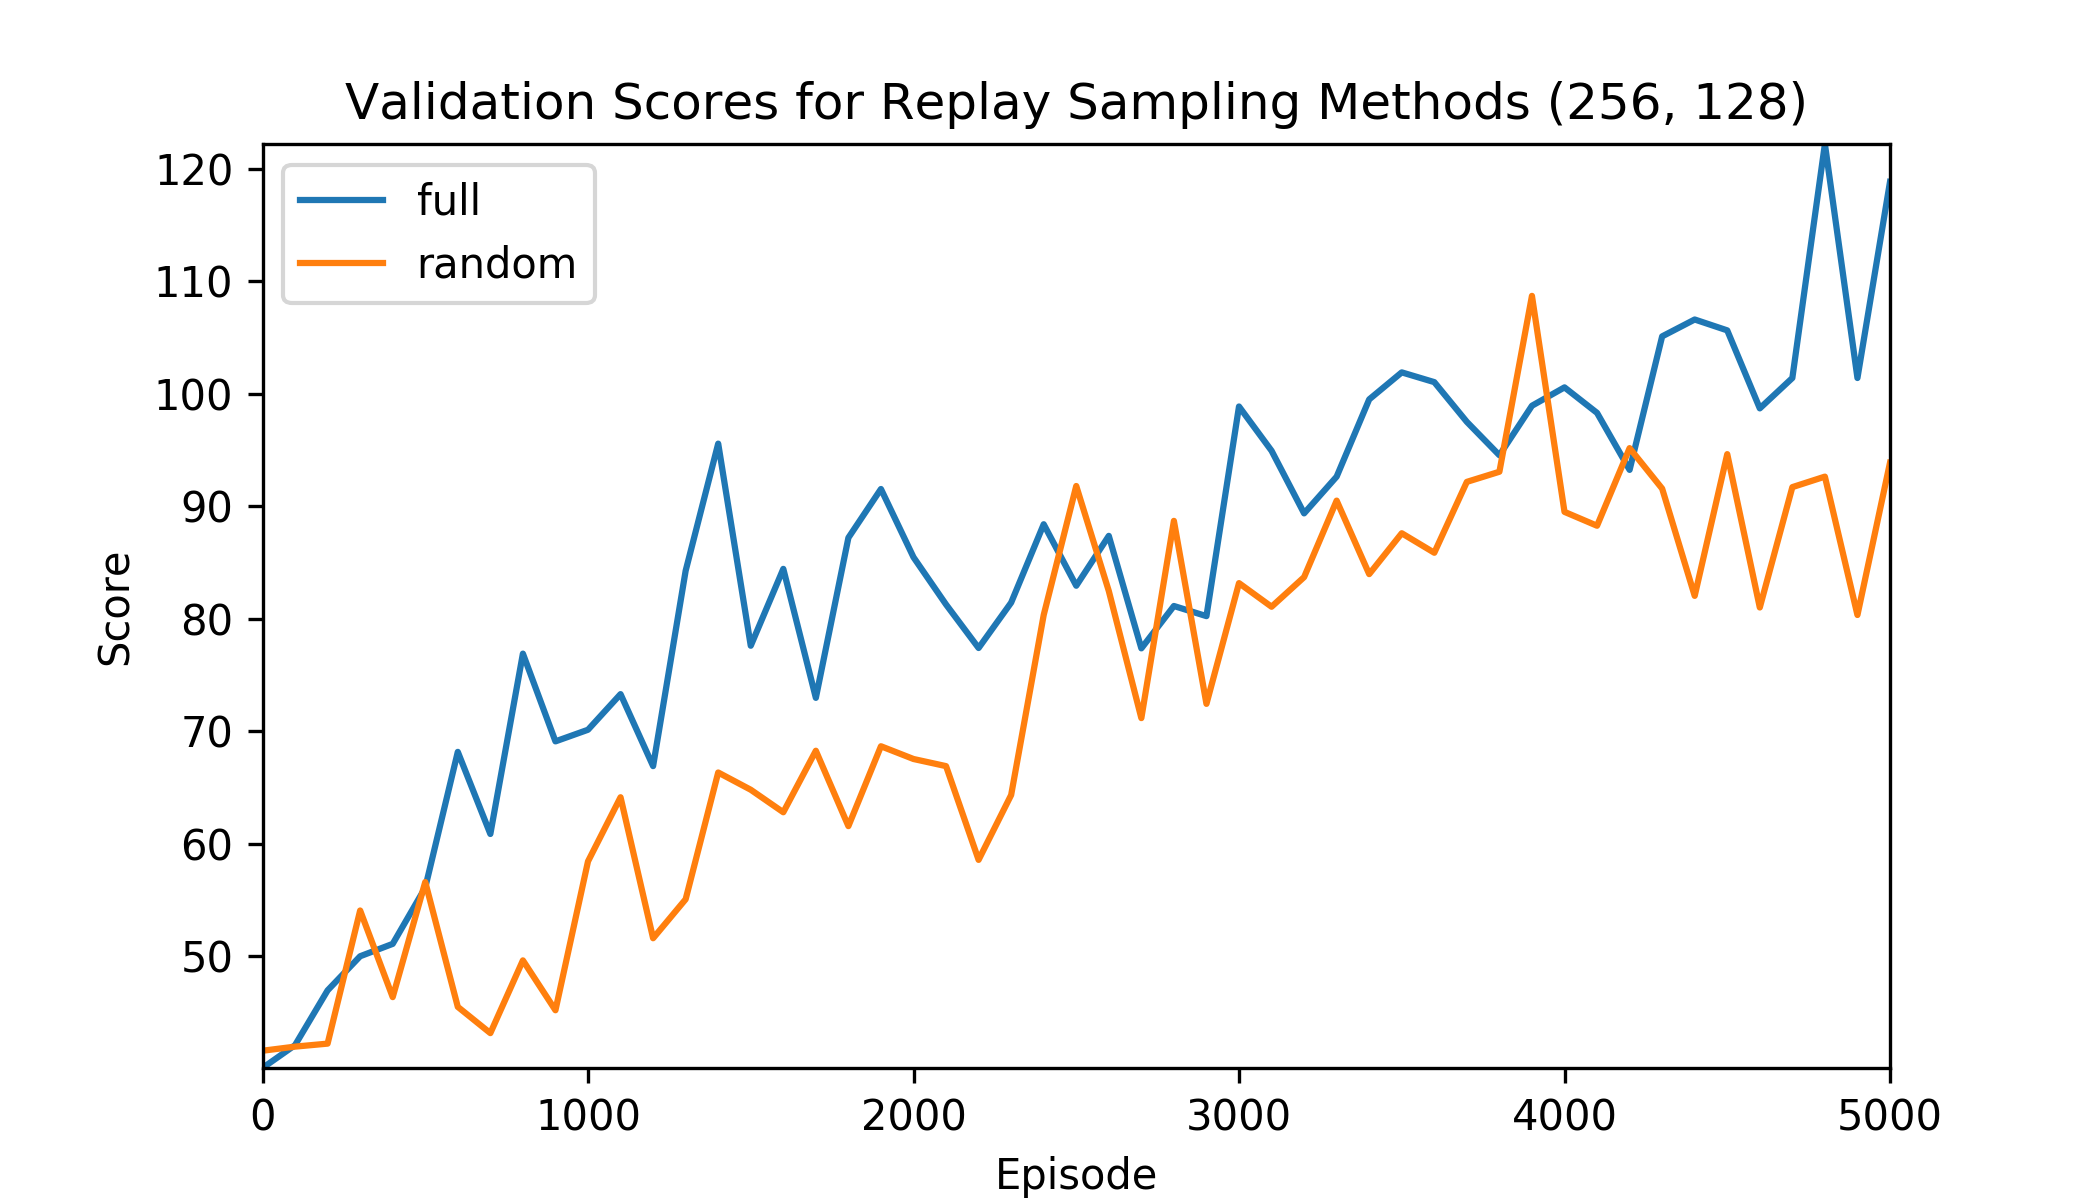 Validation Scores for Replay Sampling Methods (256, 128)
full
random
120
110
100
90
80
70
60
50
Score
0 1000 2000 3000 4000 5000
Episode